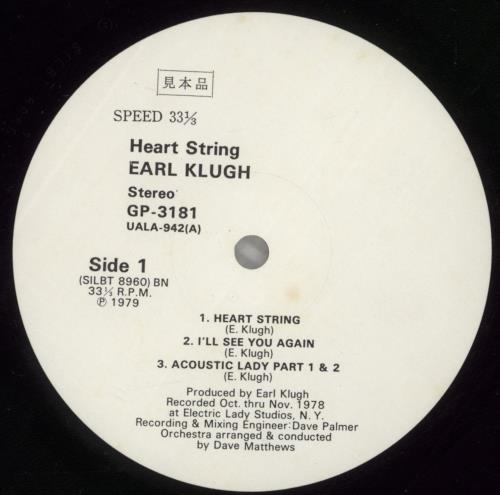 見本品
SPEED 33⅓
Heart String
EARL KLUGH
Stereo
GP-3181
UALA-942(A)
Side 1
(SILBT 8960) BN
33⅓ R.P.M.
Ⓟ 1979
1. HEART STRING
(E. Klugh)
2. I'LL SEE YOU AGAIN
(E. Klugh)
3. ACOUSTIC LADY PART 1 & 2
(E. Klugh)
Produced by Earl Klugh
Recorded Oct. thru Nov. 1978
at Electric Lady Studios, N. Y.
Recording & Mixing Engineer: Dave Palmer
Orchestra arranged & conducted
by Dave Matthews